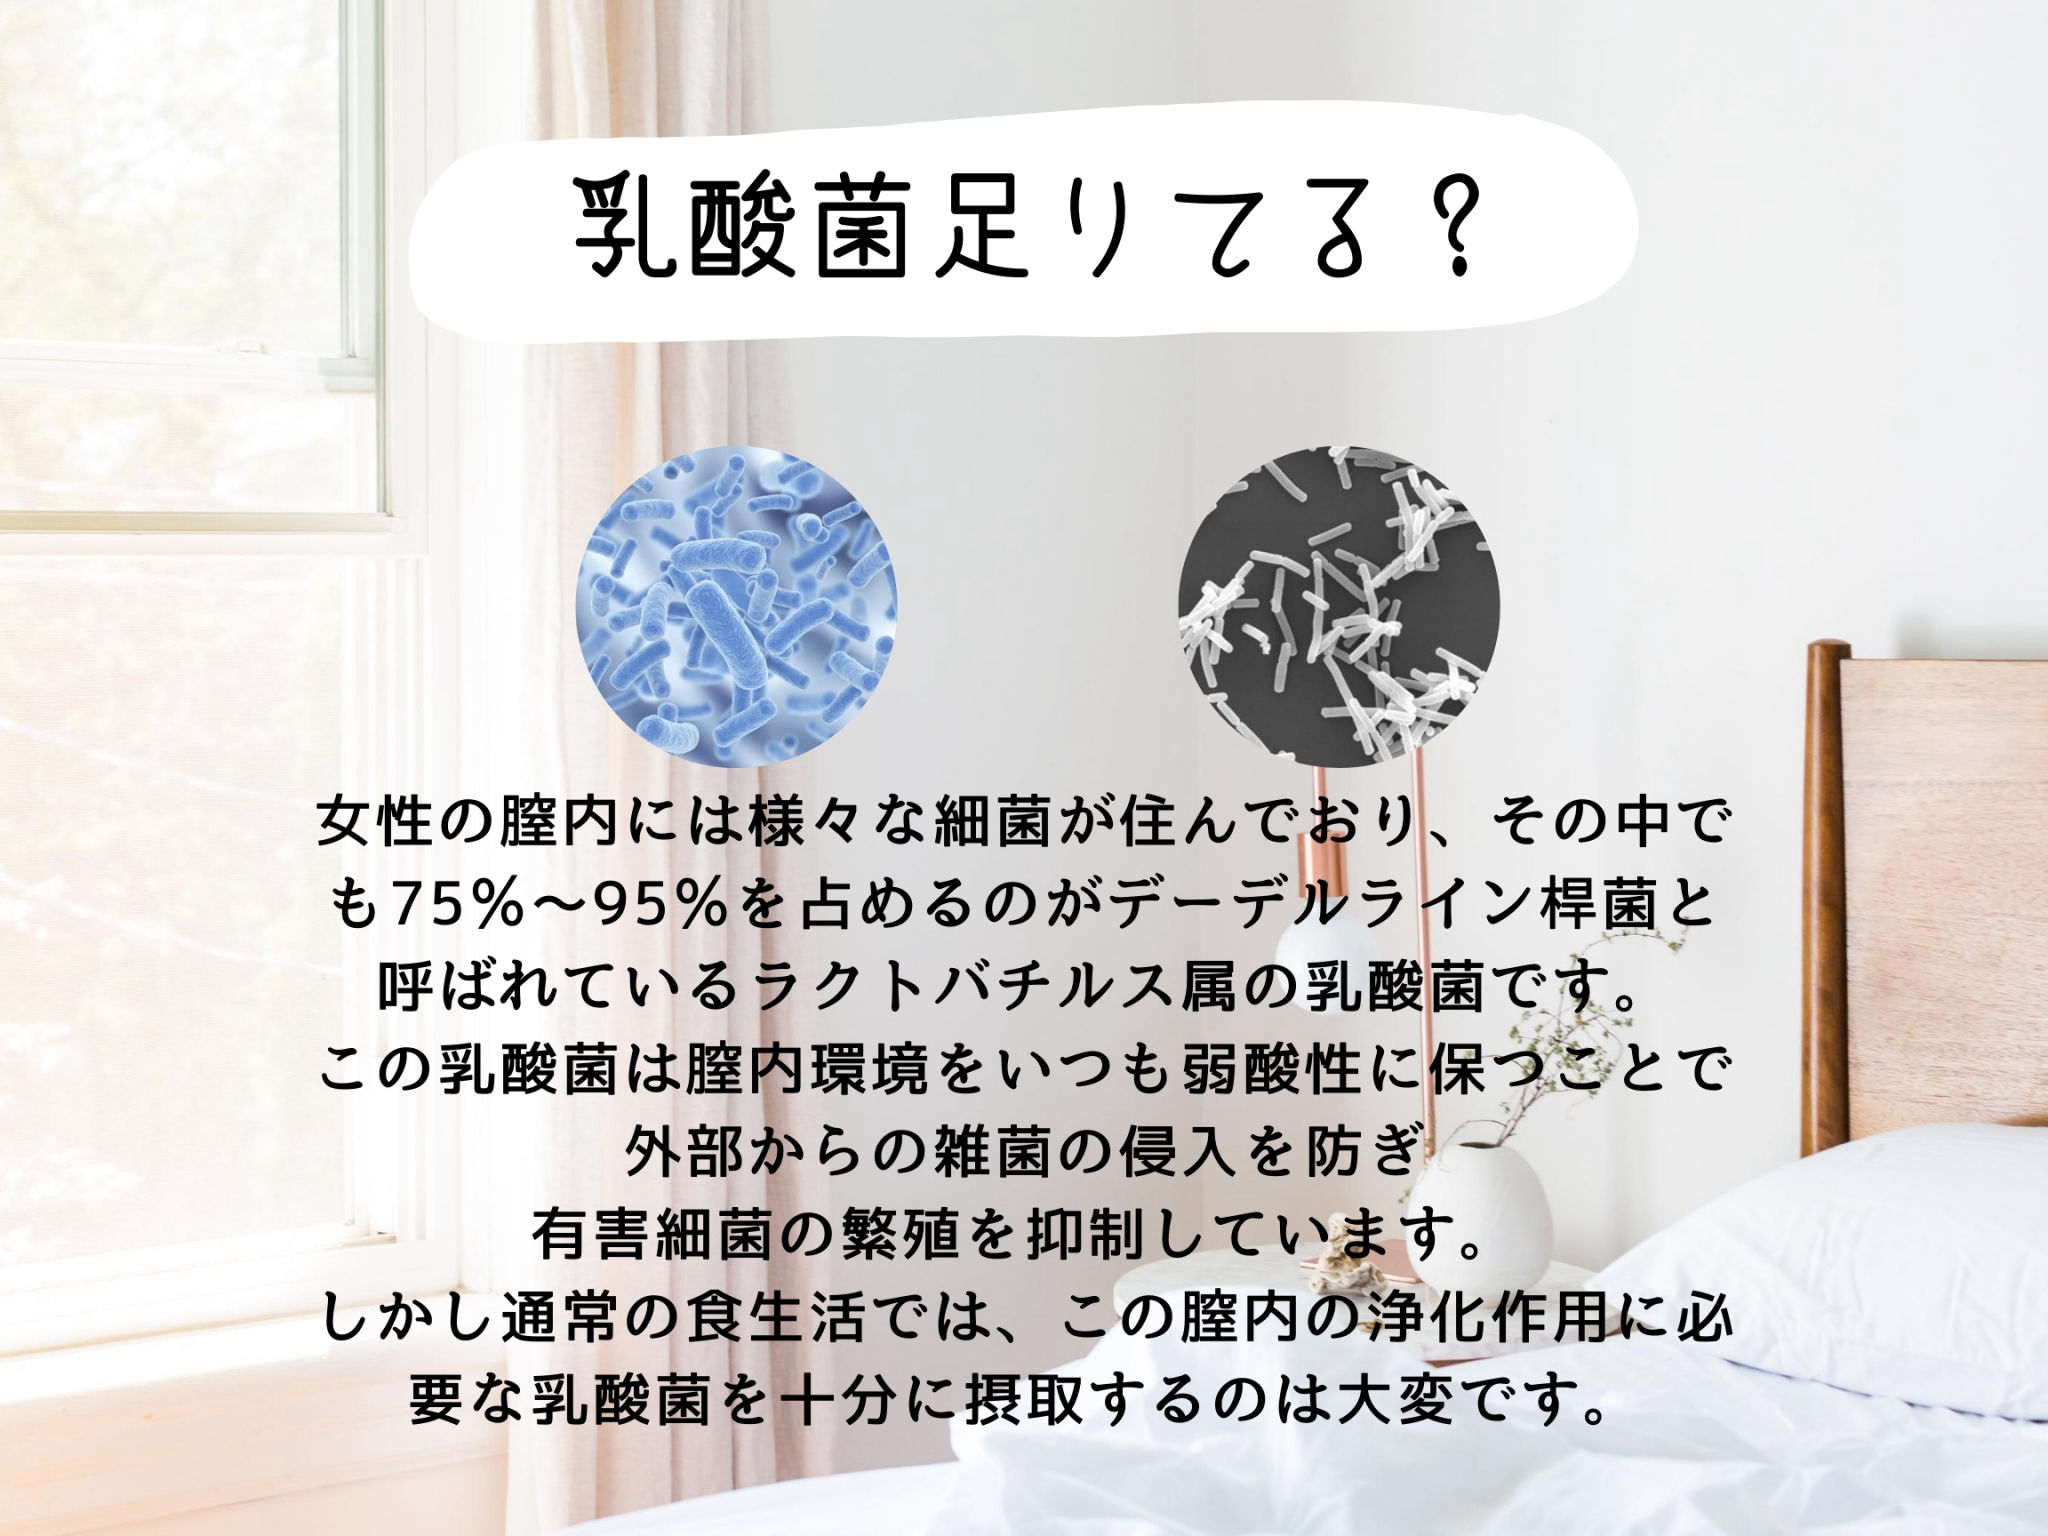 乳酸菌足りてる？
女性の膣内には様々な細菌が住んでおり、その中で
も75％〜95％を占めるのがデーデルライン桿菌と
呼ばれているラクトバチルス属の乳酸菌です。
この乳酸菌は膣内環境をいつも弱酸性に保つことで
外部からの雑菌の侵入を防ぎ
有害細菌の繁殖を抑制しています。
しかし通常の食生活では、この膣内の浄化作用に必
要な乳酸菌を十分に摂取するのは大変です。